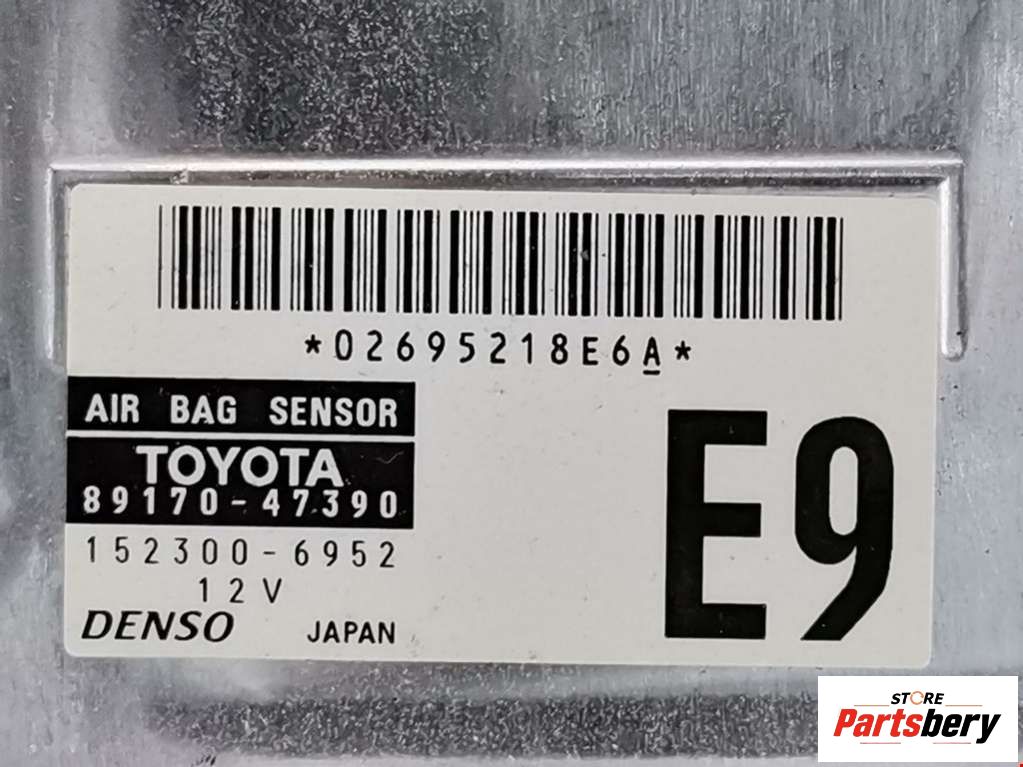 *02695218E6A*
AIR BAG SENSOR
TOYOTA
89170-47390
152300-6952
12V
DENSO JAPAN
E9
STORE
Partsbery